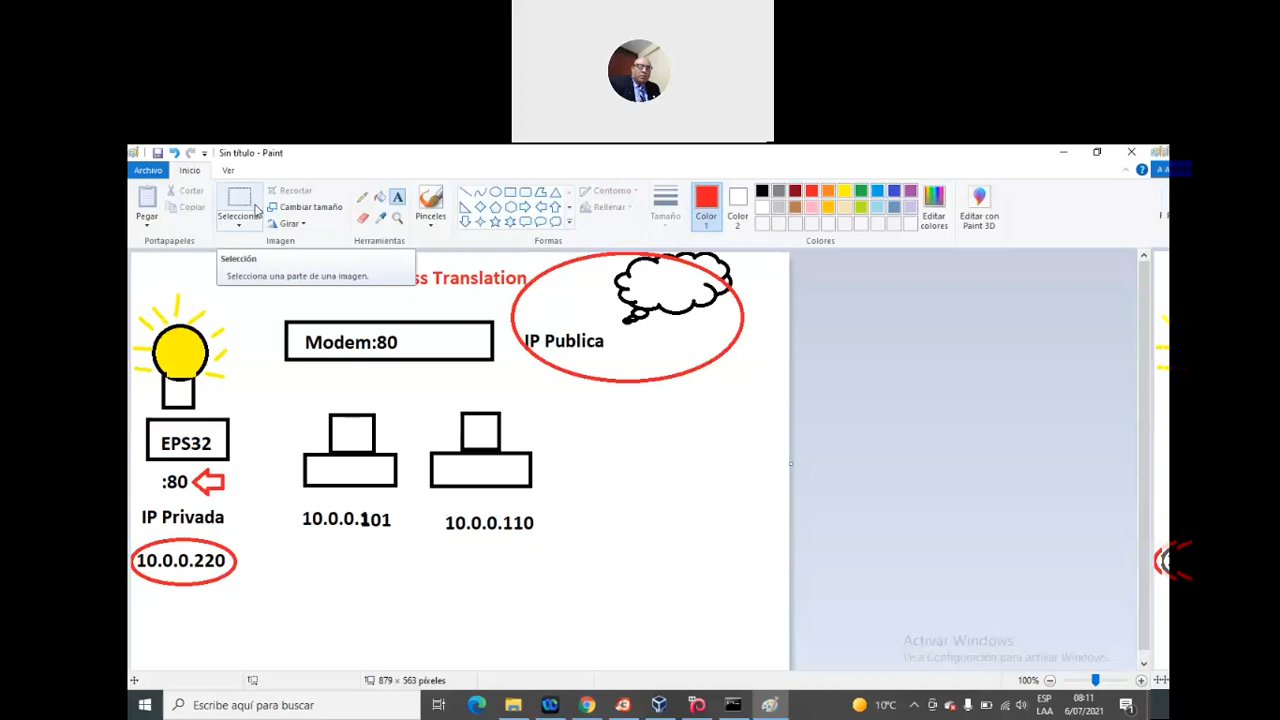 Sin título - Paint
Archivo
Inicio
Ver
Pegar
Cortar
Copiar
Portapapeles
Seleccionar
Recortar
Cambiar tamaño
Girar
Imagen
Herramientas
Pinceles
Contorno
Rellenar
Formas
Tamaño
Color
1
Color
2
Editar
colores
Editar con
Paint 3D
Colores
Selección
Selecciona una parte de una imagen.
ss Translation
Modem:80
IP Publica
EPS32
:80
IP Privada
10.0.0.220
10.0.0.101
10.0.0.110
Activar Windows
Ve a Configuración para activar Windows.
879 × 563 píxeles
100%
Escribe aquí para buscar
10°C
ESP
LAA
08:11
6/07/2021